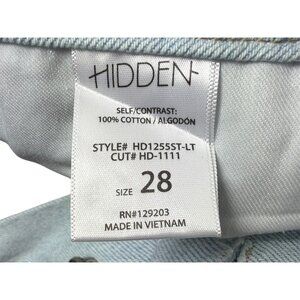 HIDDEN
SELF/CONTRAST:
100% COTTON / ALGODÓN
STYLE# HD1255ST-LT
CUT# HD-1111
SIZE 28
RN#129203
MADE IN VIETNAM